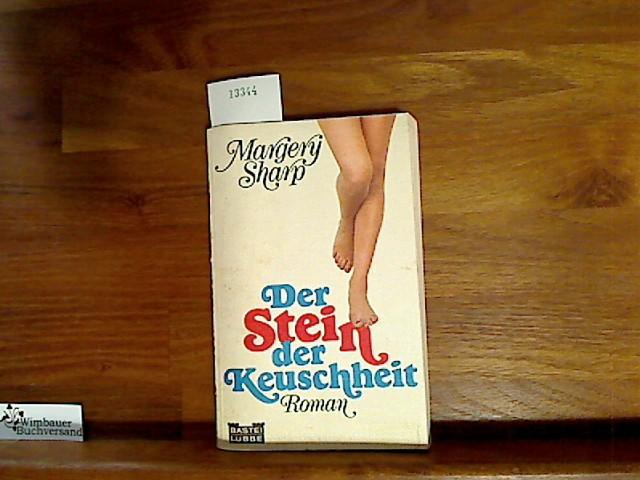 13344
Margery
Sharp
Der
Stein
der
Keuschheit
Roman
BASTEI
LÜBBE
Wimbauer
Buchversand